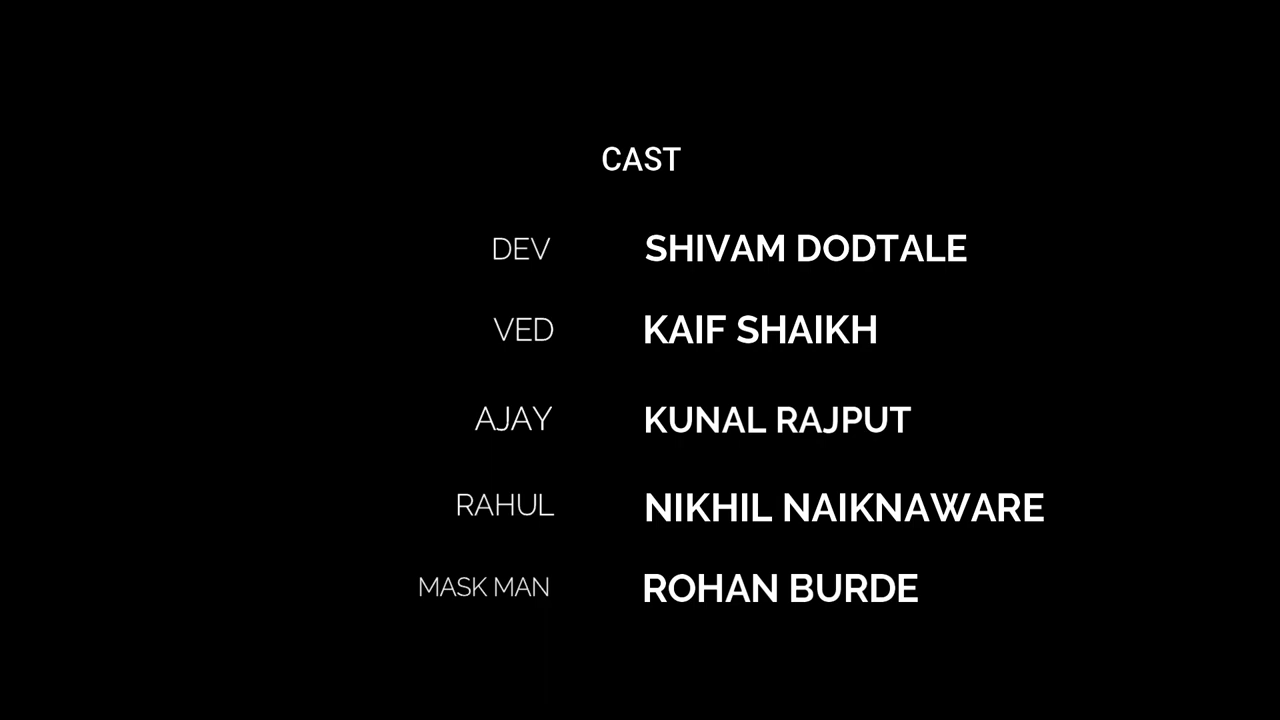 CAST
DEV SHIVAM DODTALE
VED KAIF SHAIKH
AJAY KUNAL RAJPUT
RAHUL NIKHIL NAIKNAWARE
MASK MAN ROHAN BURDE